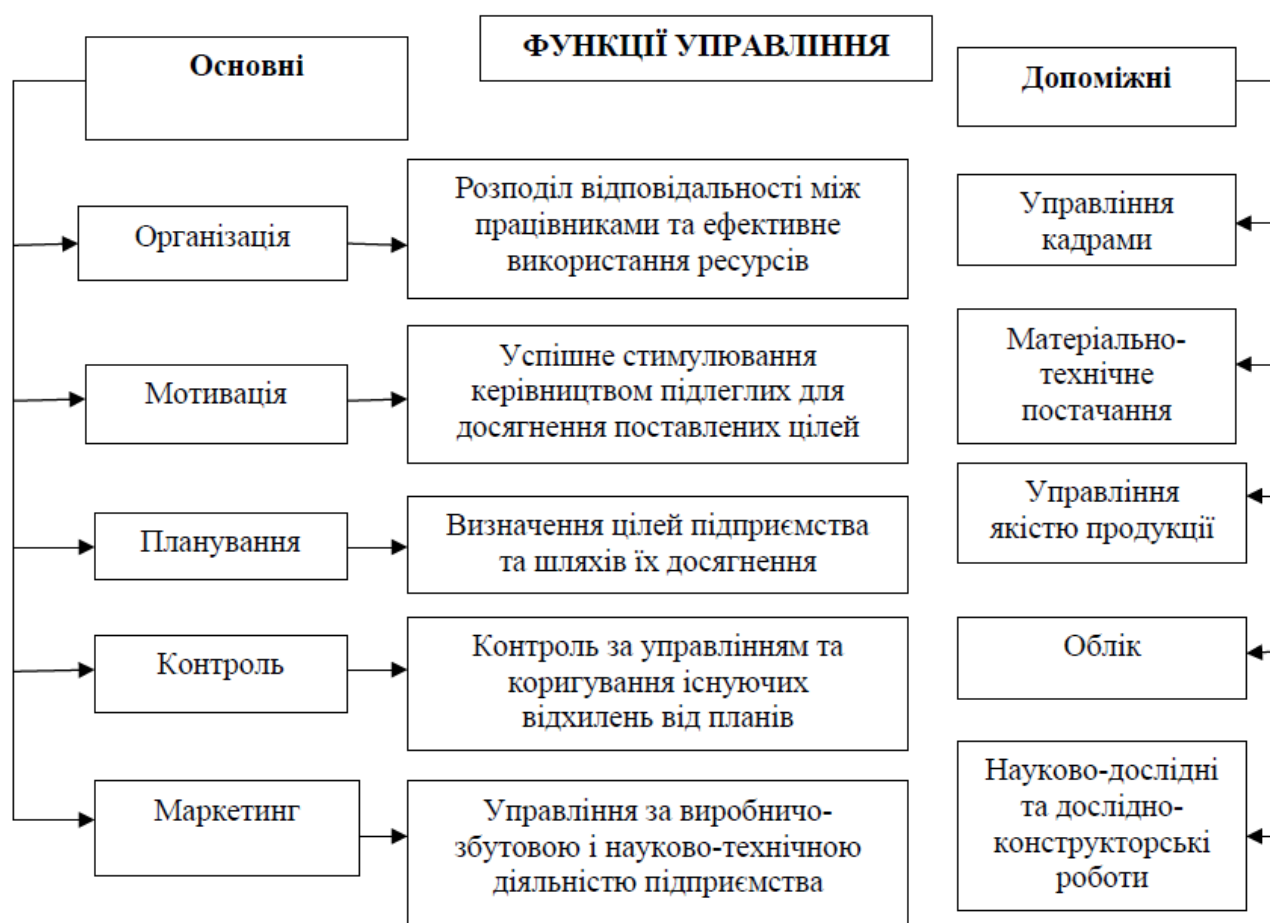 ФУНКЦІЇ УПРАВЛІННЯ
Основні
Допоміжні
Організація
Розподіл відповідальності між
працівниками та ефективне
використання ресурсів
Управління
кадрами
Мотивація
Успішне стимулювання
керівництвом підлеглих для
досягнення поставлених цілей
Матеріально-
технічне
постачання
Планування
Визначення цілей підприємства
та шляхів їх досягнення
Управління
якістю продукції
Контроль
Контроль за управлінням та
коригування існуючих
відхилень від планів
Облік
Маркетинг
Управління за виробничо-
збутовою і науково-технічною
діяльністю підприємства
Науково-дослідні
та дослідно-
конструкторські
роботи